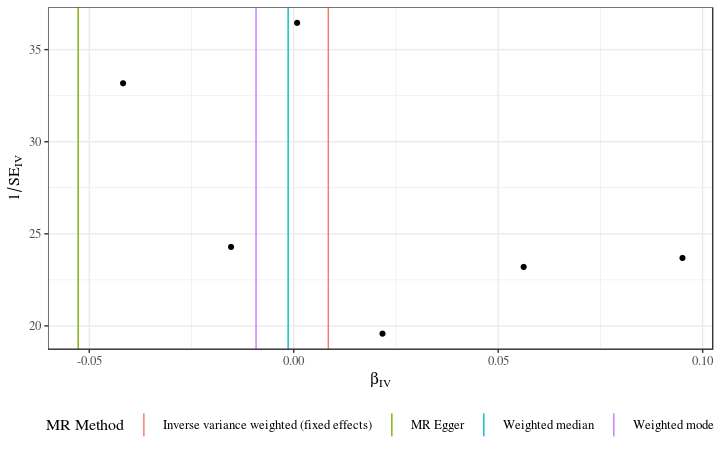 35
30
25
20
1/SE_IV
-0.05 0.00 0.05 0.10
β_IV
MR Method Inverse variance weighted (fixed effects) MR Egger Weighted median Weighted mode